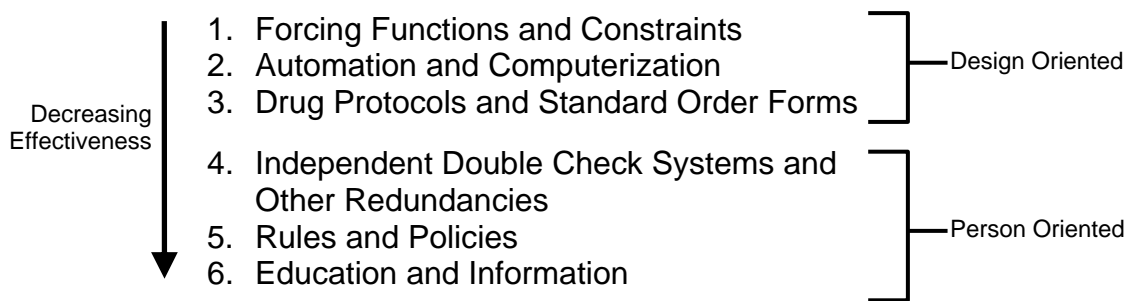 1. Forcing Functions and Constraints
2. Automation and Computerization
3. Drug Protocols and Standard Order Forms
Design Oriented
Decreasing
Effectiveness
4. Independent Double Check Systems and
Other Redundancies
5. Rules and Policies
6. Education and Information
Person Oriented